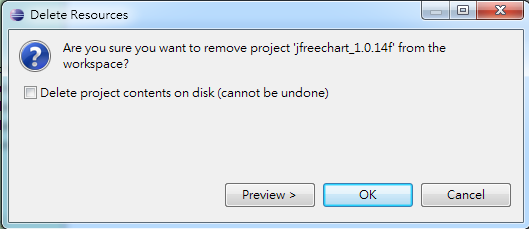 Delete Resources
Are you sure you want to remove project 'jfreechart_1.0.14f' from the
workspace?
Delete project contents on disk (cannot be undone)
Preview > OK Cancel